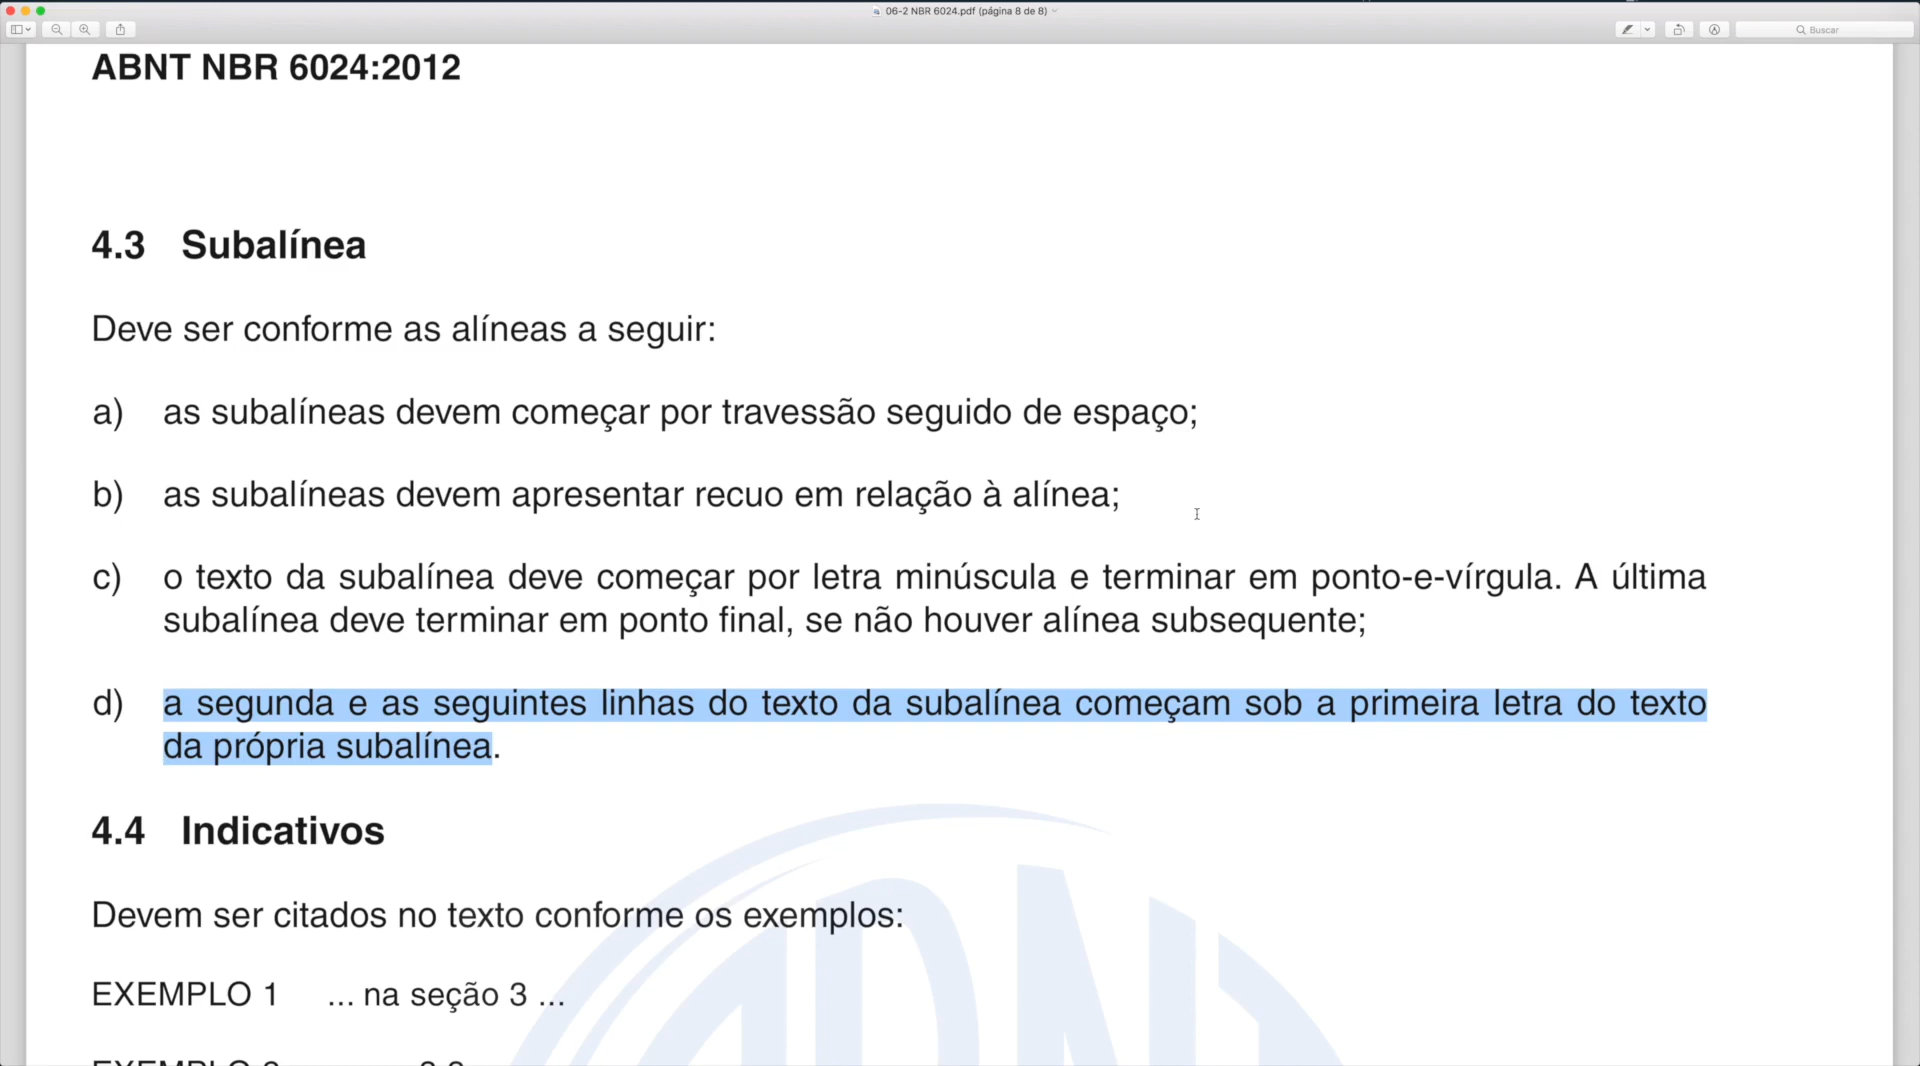 06-2 NBR 6024.pdf (página 8 de 8)
Buscar
ABNT NBR 6024:2012
4.3 Subalínea
Deve ser conforme as alíneas a seguir:
a) as subalíneas devem começar por travessão seguido de espaço;
b) as subalíneas devem apresentar recuo em relação à alínea;
c) o texto da subalínea deve começar por letra minúscula e terminar em ponto-e-vírgula. A última
subalínea deve terminar em ponto final, se não houver alínea subsequente;
d) a segunda e as seguintes linhas do texto da subalínea começam sob a primeira letra do texto
da própria subalínea.
4.4 Indicativos
Devem ser citados no texto conforme os exemplos:
EXEMPLO 1 ... na seção 3 ...